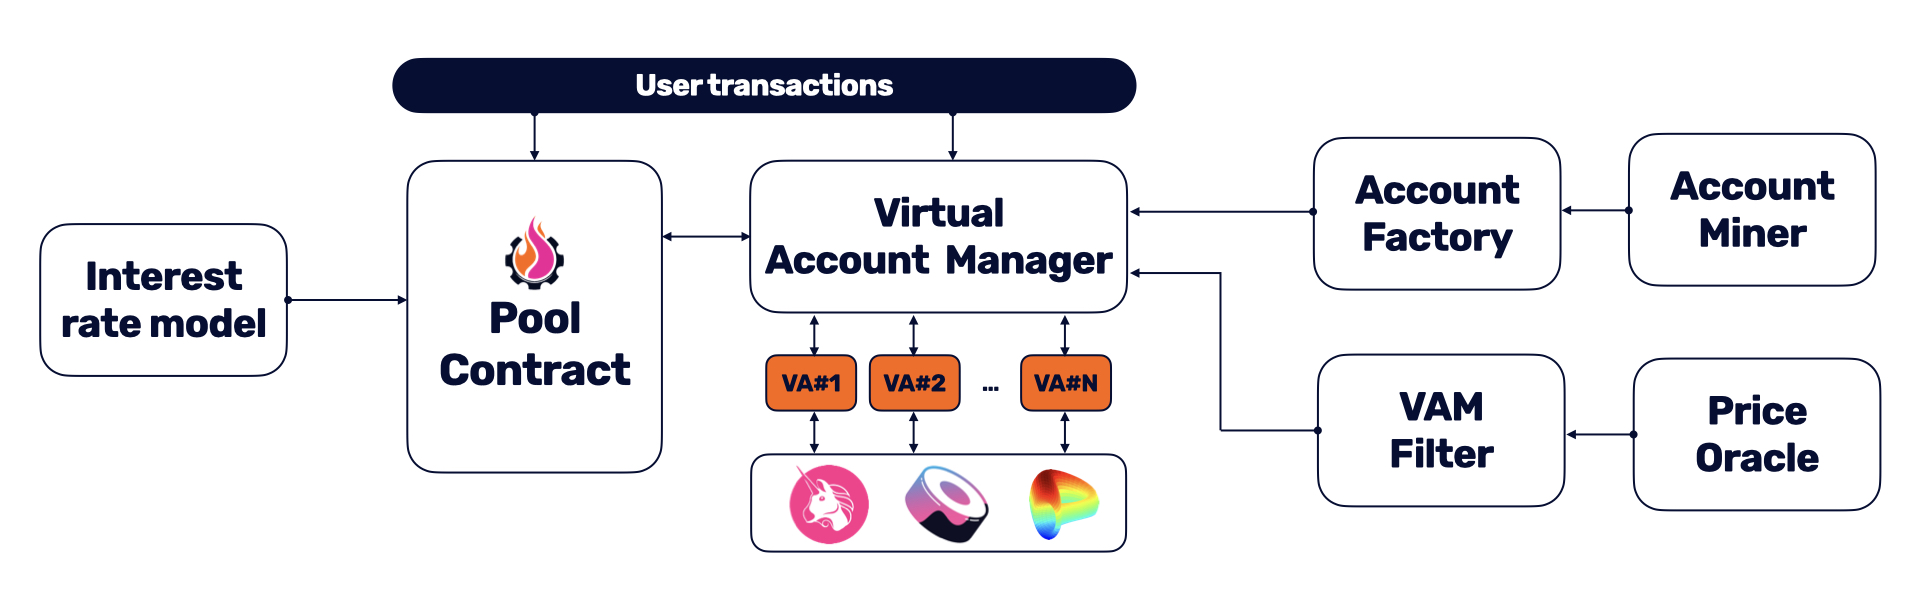 User transactions
Interest
rate model
Pool
Contract
Virtual
Account Manager
VA#1 VA#2 ... VA#N
Account
Factory
Account
Miner
VAM
Filter
Price
Oracle